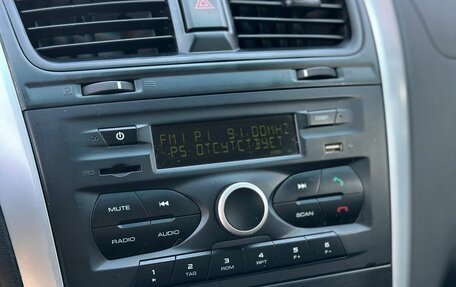 FM1 P1 91.00MHZ
PS ОТСУТСТВУЕТ
DISP
MUTE
RADIO
AUDIO
SCAN
1 2 3 4 5 6
TAG RDM RPT F- F+